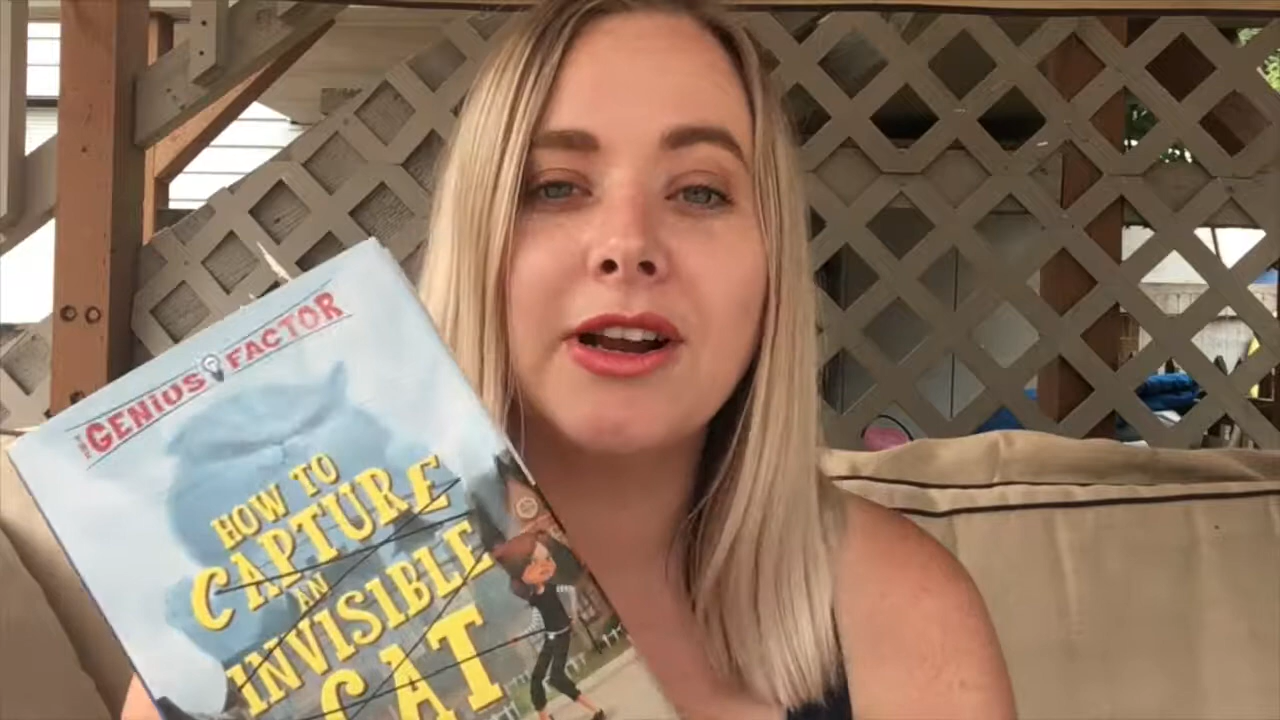 THE GENIUS FACTOR
HOW TO
CAPTURE
AN
INVISIBLE
CAT